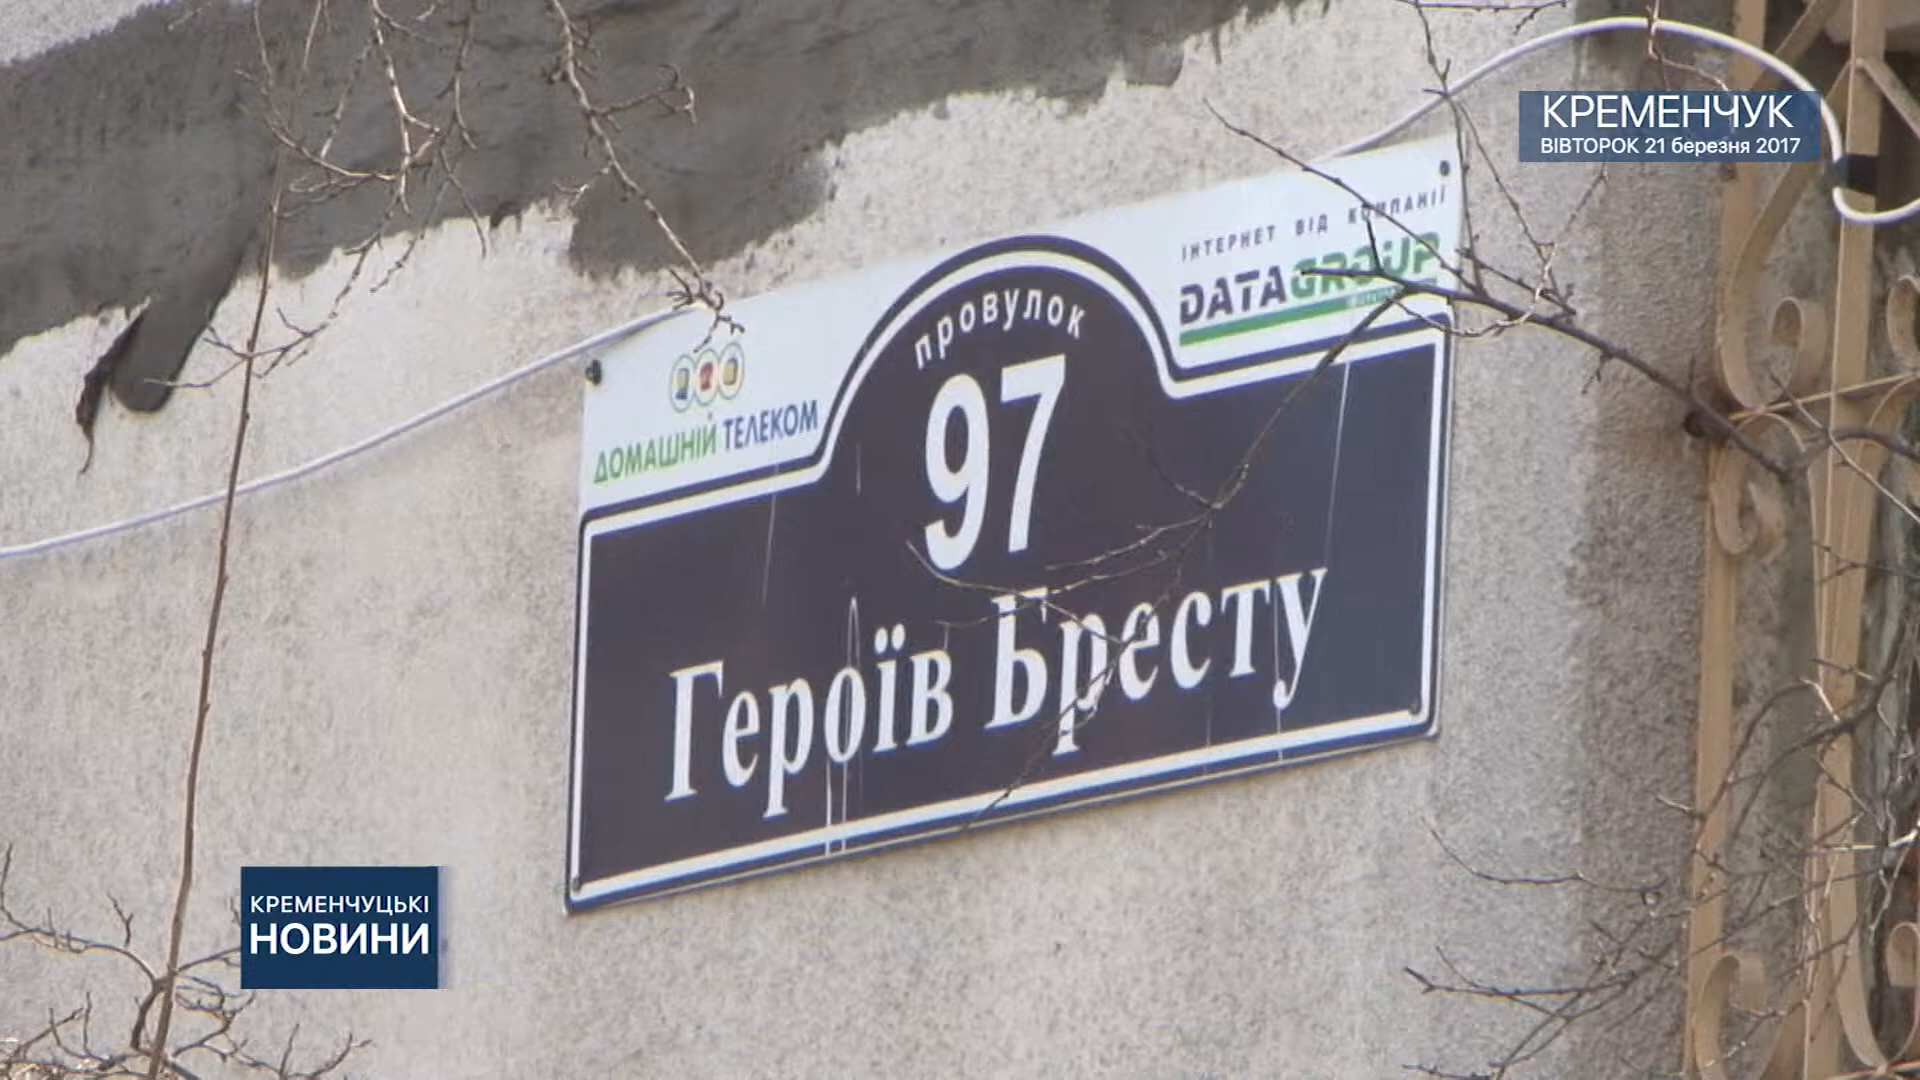 КРЕМЕНЧУК
ВІВТОРОК 21 березня 2017
ІНТЕРНЕТ ВІД КОМПАНІЇ
DATAGROUP
ДОМАШНІЙ ТЕЛЕКОМ
провулок
97
Героїв Бресту
КРЕМЕНЧУЦЬКІ
НОВИНИ